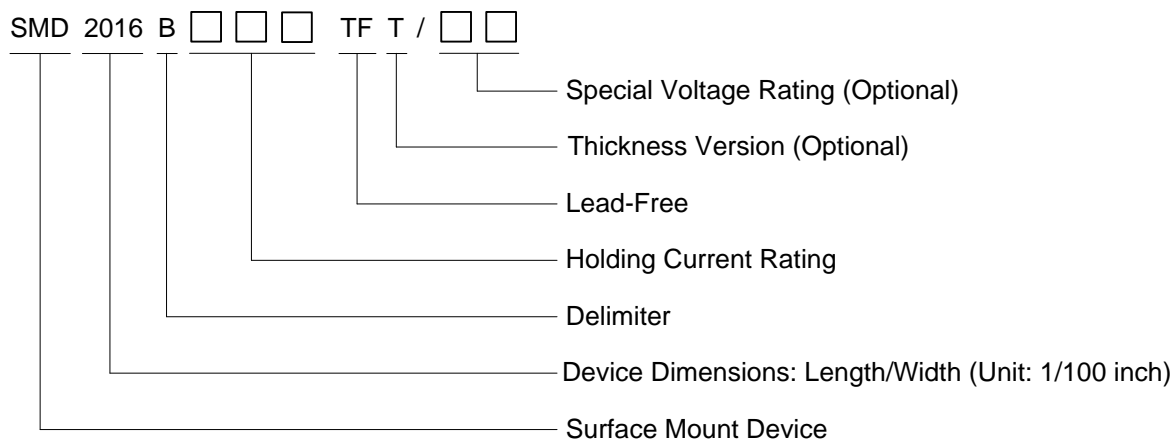 SMD 2016 B □ □ □ TF T / □ □
Special Voltage Rating (Optional)
Thickness Version (Optional)
Lead-Free
Holding Current Rating
Delimiter
Device Dimensions: Length/Width (Unit: 1/100 inch)
Surface Mount Device